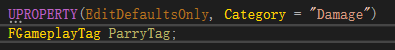 UPROPERTY(EditDefaultsOnly, Category = "Damage")
FGameplayTag ParryTag;